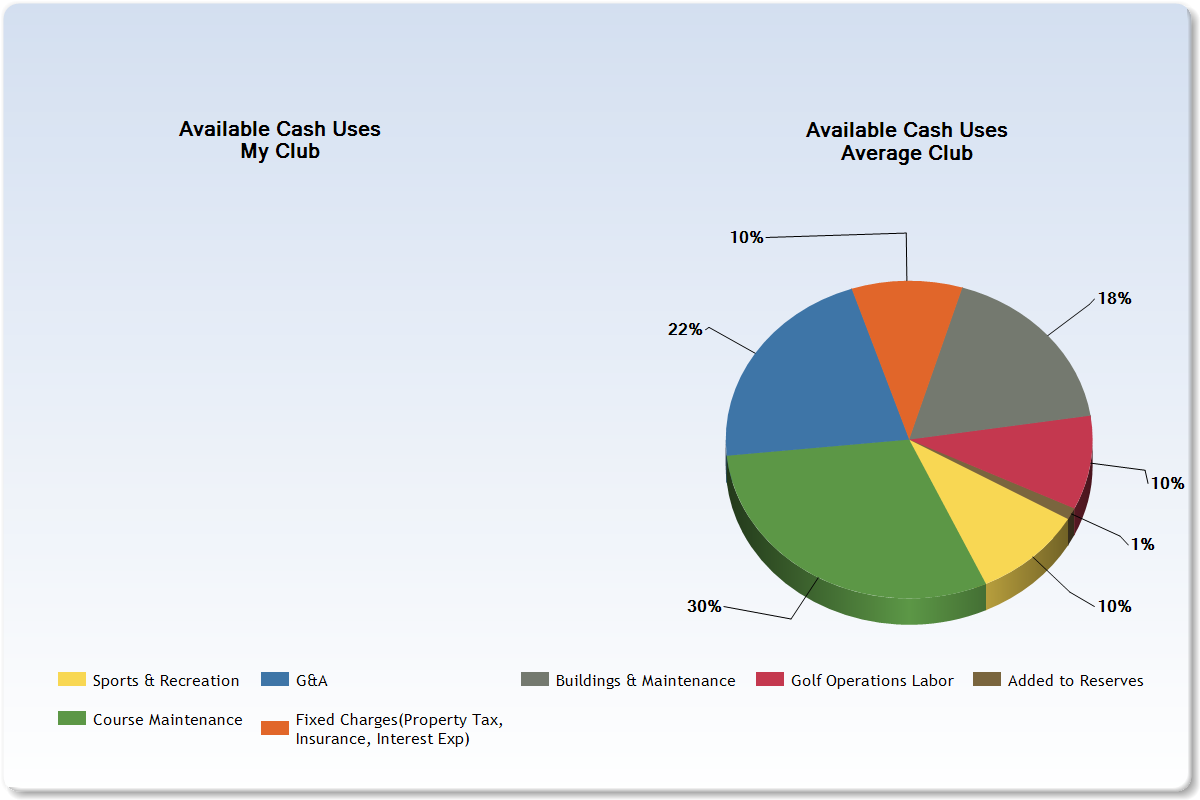 Available Cash Uses
My Club
Available Cash Uses
Average Club
10%
18%
22%
10%
1%
30%
10%
Sports & Recreation
G&A
Buildings & Maintenance
Golf Operations Labor
Added to Reserves
Course Maintenance
Fixed Charges(Property Tax,
Insurance, Interest Exp)